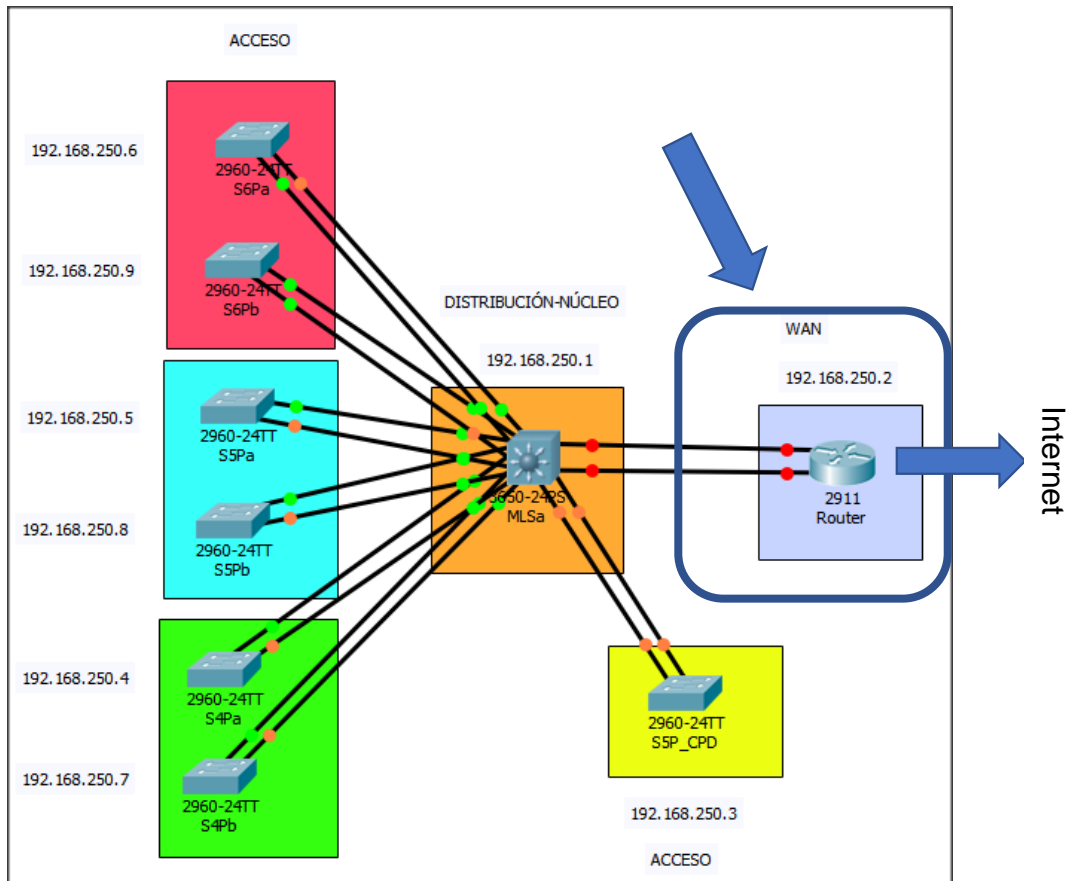 ACCESO
192.168.250.6
2960-24TT
S6Pa
192.168.250.9
2960-24TT
S6Pb
DISTRIBUCIÓN-NÚCLEO
192.168.250.1
WAN
192.168.250.2
192.168.250.5
2960-24TT
S5Pa
192.168.250.8
2960-24TT
S5Pb
3650-24PS
MLSa
2911
Router
Internet
192.168.250.4
2960-24TT
S4Pa
192.168.250.7
2960-24TT
S4Pb
2960-24TT
S5P_CPD
192.168.250.3
ACCESO